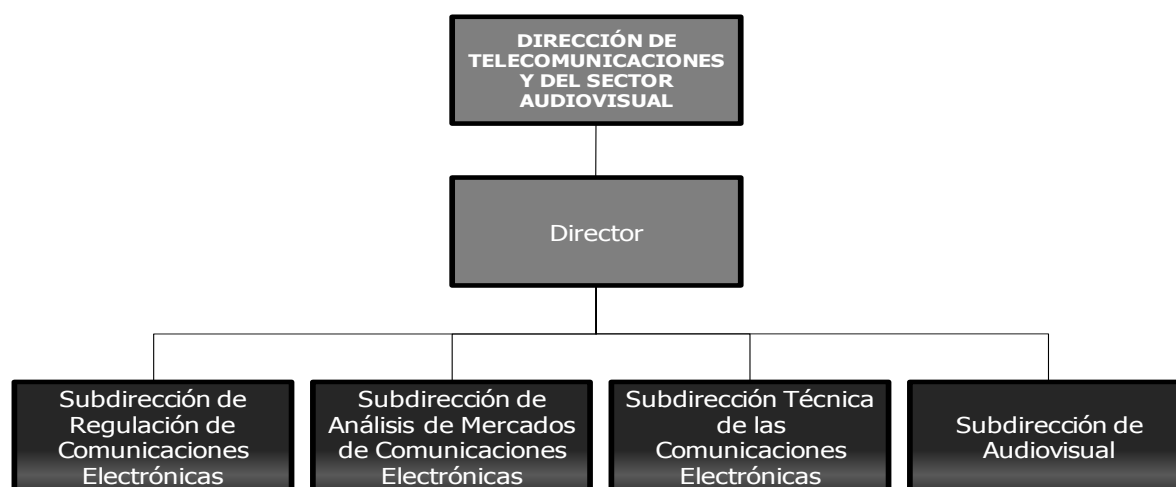 DIRECCIÓN DE
TELECOMUNICACIONES
Y DEL SECTOR
AUDIOVISUAL
Director
Subdirección de
Regulación de
Comunicaciones
Electrónicas
Subdirección de
Análisis de Mercados
de Comunicaciones
Electrónicas
Subdirección Técnica
de las
Comunicaciones
Electrónicas
Subdirección de
Audiovisual